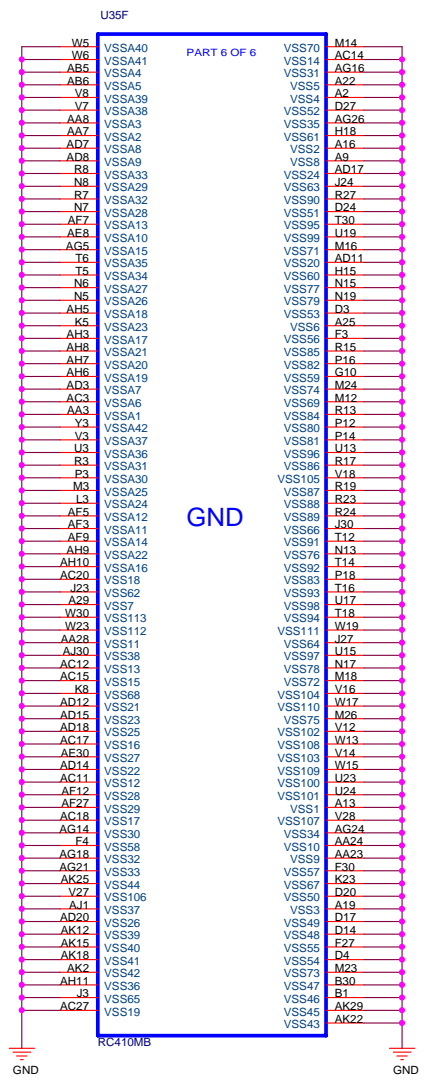 U35F
PART 6 OF 6
W5 VSSA40
W6 VSSA41
AB5 VSSA4
AB6 VSSA5
V8 VSSA39
V7 VSSA38
AA8 VSSA3
AA7 VSSA2
AD7 VSSA8
AD8 VSSA9
R8 VSSA33
N8 VSSA29
R7 VSSA32
N7 VSSA28
AF7 VSSA13
AE8 VSSA10
AG5 VSSA15
T6 VSSA35
T5 VSSA34
N6 VSSA27
N5 VSSA26
AH5 VSSA18
K5 VSSA23
AH3 VSSA17
AH8 VSSA21
AH7 VSSA20
AH6 VSSA19
AD3 VSSA7
AC3 VSSA6
AA3 VSSA1
Y3 VSSA42
V3 VSSA37
U3 VSSA36
R3 VSSA31
P3 VSSA30
M3 VSSA25
L3 VSSA24
AF5 VSSA12
AF3 VSSA11
AF9 VSSA14
AH9 VSSA22
AH10 VSSA16
AC20 VSS18
J23 VSS62
A29 VSS7
W30 VSS113
W23 VSS112
AA28 VSS11
AJ30 VSS38
AC12 VSS13
AC15 VSS15
K8 VSS68
AD12 VSS21
AD15 VSS23
AD18 VSS25
AC17 VSS16
AE30 VSS27
AD14 VSS22
AC11 VSS12
AF12 VSS28
AF27 VSS29
AC18 VSS17
AG14 VSS30
F4 VSS58
AG18 VSS32
AG21 VSS33
AK25 VSS44
V27 VSS106
AJ1 VSS37
AD20 VSS26
AK12 VSS39
AK15 VSS40
AK18 VSS41
AK2 VSS42
AH11 VSS36
J3 VSS65
AC27 VSS19
GND
VSS70 M14
VSS14 AC14
VSS31 AG16
VSS5 A22
VSS4 A2
VSS52 D27
VSS35 AG26
VSS61 H18
VSS2 A16
VSS8 A9
VSS24 AD17
VSS63 J24
VSS90 R27
VSS51 D24
VSS95 T30
VSS99 U19
VSS71 M16
VSS20 AD11
VSS60 H15
VSS77 N15
VSS79 N19
VSS53 D3
VSS6 A25
VSS56 F3
VSS85 R15
VSS82 P16
VSS59 G10
VSS74 M24
VSS69 M12
VSS84 R13
VSS80 P12
VSS81 P14
VSS96 U13
VSS86 R17
VSS105 V18
VSS87 R19
VSS88 R23
VSS89 R24
VSS66 J30
VSS91 T12
VSS76 N13
VSS92 T14
VSS83 P18
VSS93 T16
VSS98 U17
VSS94 T18
VSS111 W19
VSS64 J27
VSS97 U15
VSS78 N17
VSS72 M18
VSS104 V16
VSS110 W17
VSS75 M26
VSS102 V12
VSS108 W13
VSS103 V14
VSS109 W15
VSS100 U23
VSS101 U24
VSS1 A13
VSS107 V28
VSS34 AG24
VSS10 AA24
VSS9 AA23
VSS57 F30
VSS67 K23
VSS50 D20
VSS3 A19
VSS49 D17
VSS48 D14
VSS55 F27
VSS54 D4
VSS73 M23
VSS47 B30
VSS46 B1
VSS45 AK29
VSS43 AK22
RC410MB
GND
GND